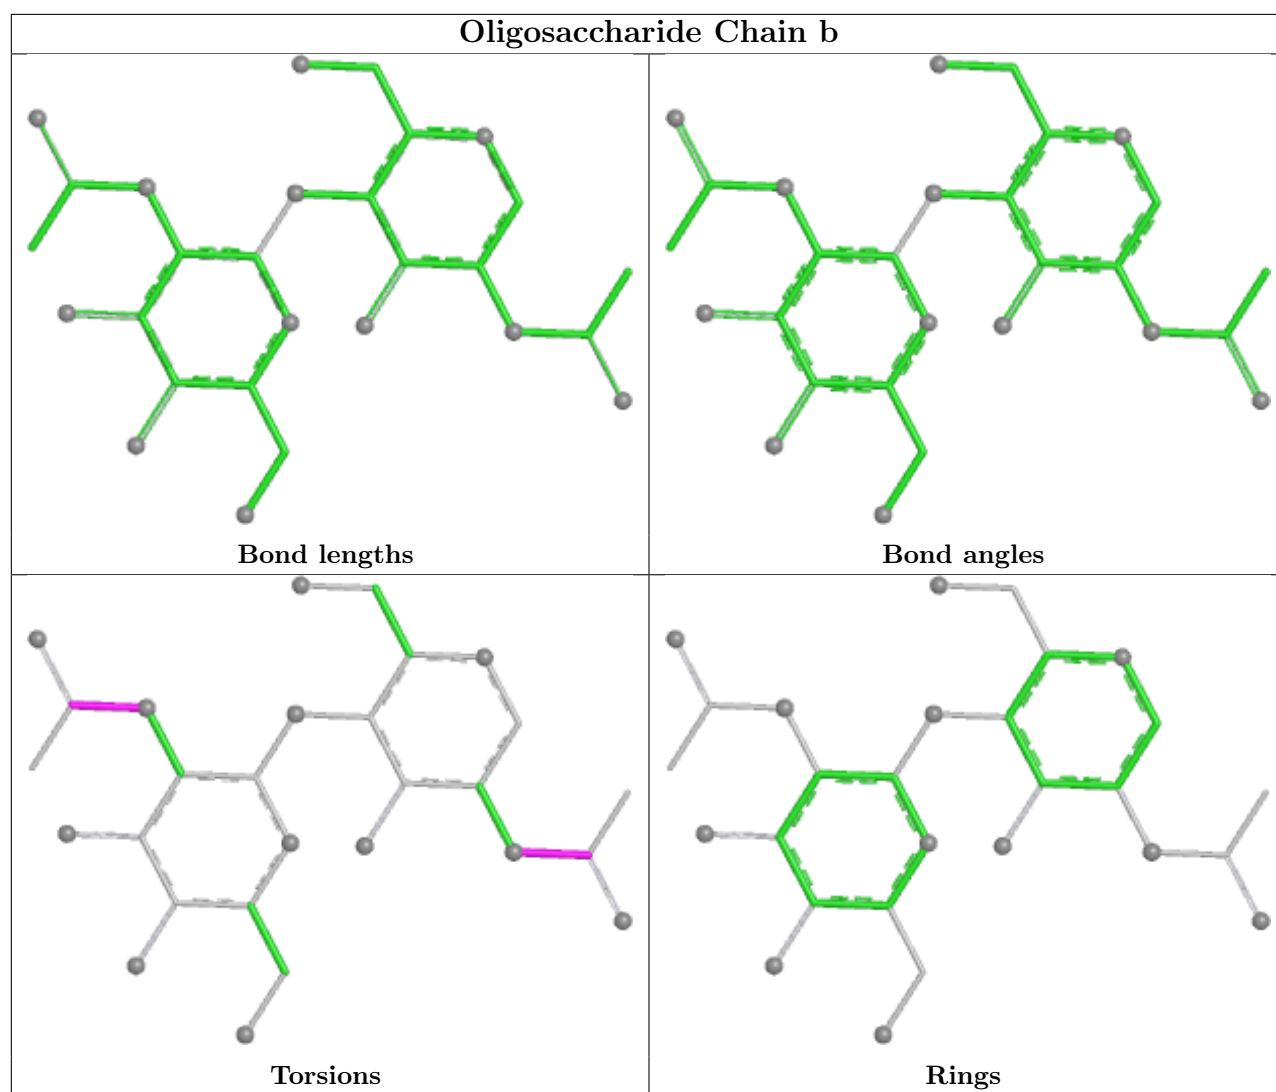 Oligosaccharide Chain b
Bond lengths
Bond angles
Torsions
Rings